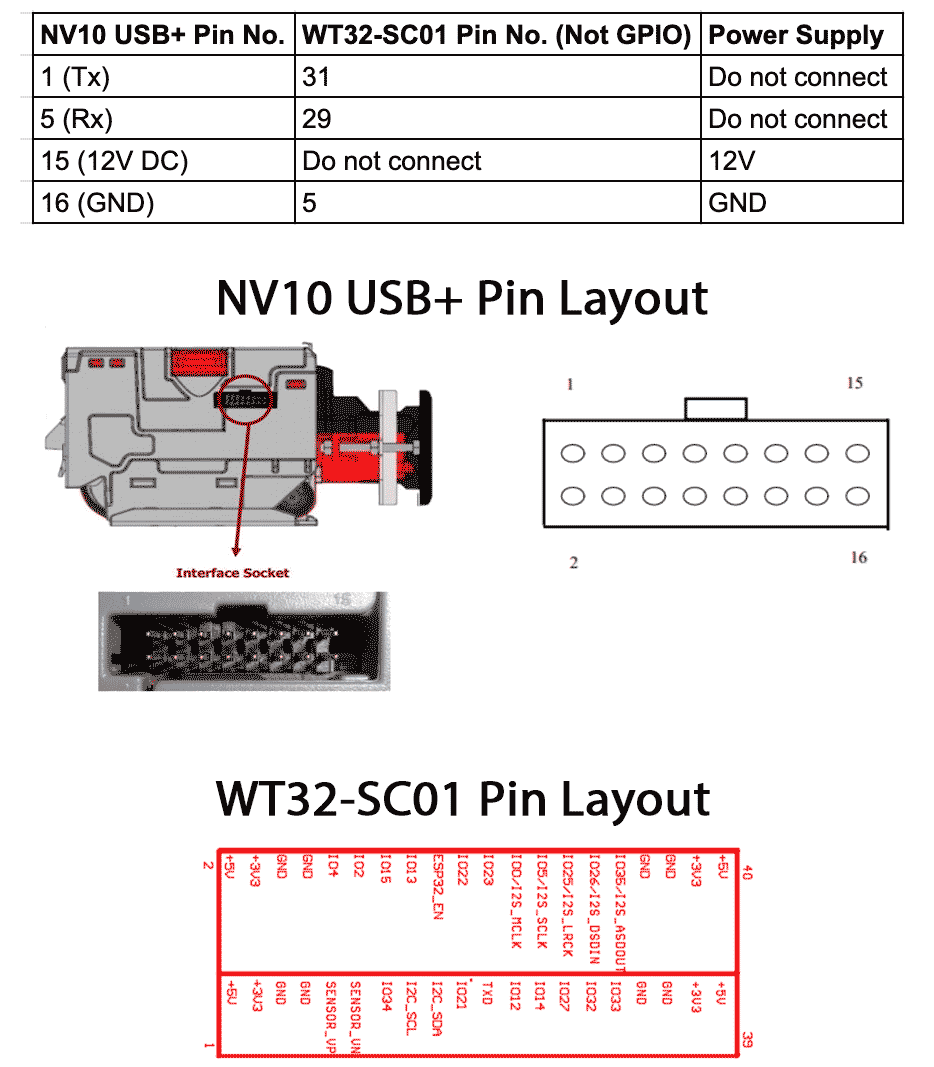 NV10 USB+ Pin No. WT32-SC01 Pin No. (Not GPIO) Power Supply
1 (Tx) 31 Do not connect
5 (Rx) 29 Do not connect
15 (12V DC) Do not connect 12V
16 (GND) 5 GND
NV10 USB+ Pin Layout
1 15
2 16
Interface Socket
1 15
WT32-SC01 Pin Layout
2 +5V +3V3 GND GND IO4 IO2 IO15 IO13 ESP32_EN IO22 IO23 IO0/I2S_MCLK IO5/I2S_SCLK IO25/I2S_LRCK IO26/I2S_DSDIN IO35/I2S_ASDOUT GND GND +3V3 +5V 40
1 +5V +3V3 GND GND SENSOR_VP SENSOR_VN IO34 I2C_SCL I2C_SDA IO21 TXD IO12 IO14 IO27 IO32 IO33 GND GND +3V3 +5V 39